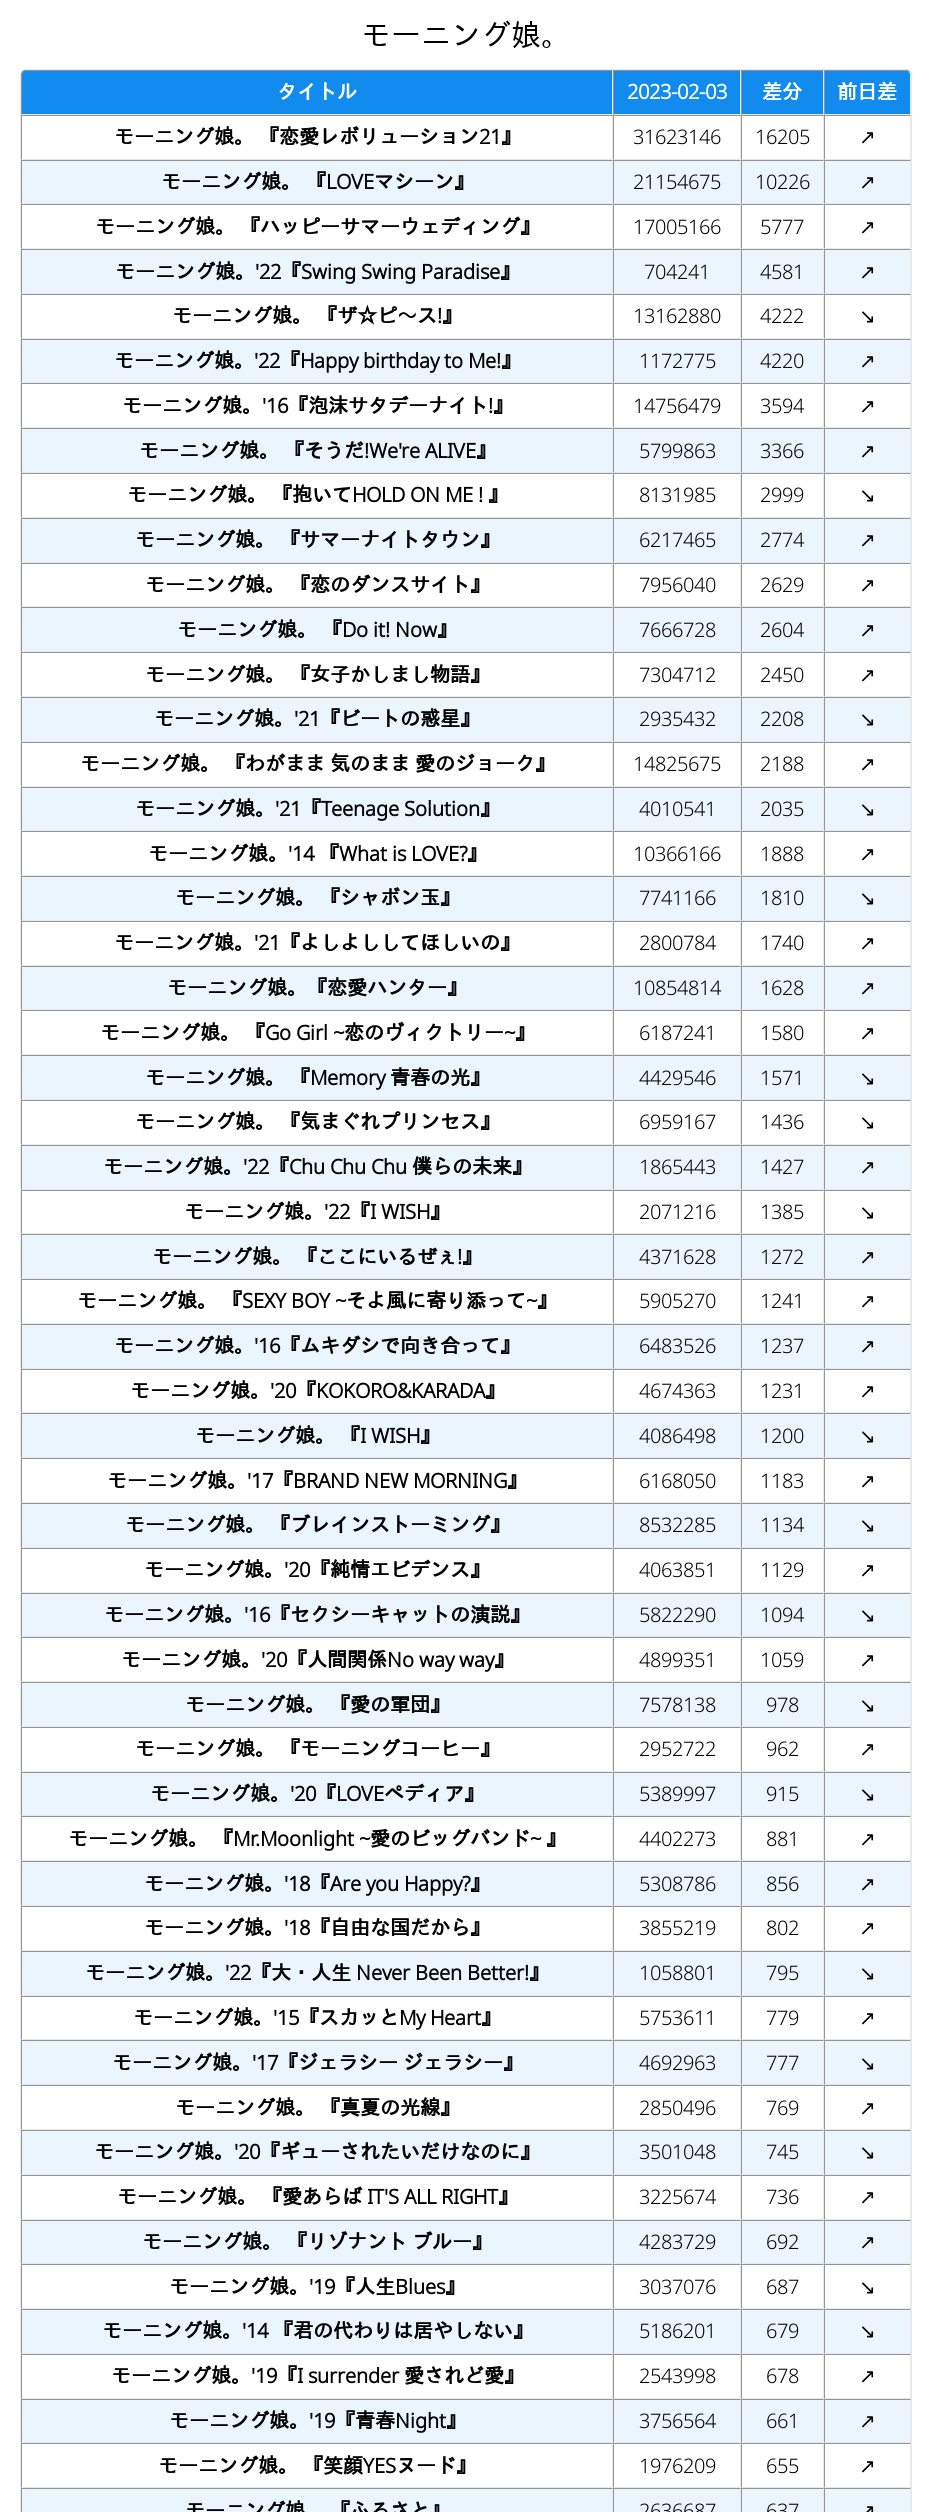 モーニング娘。
タイトル 2023-02-03 差分 前日差
モーニング娘。 『恋愛レボリューション21』 31623146 16205 ↗
モーニング娘。 『LOVEマシーン』 21154675 10226 ↗
モーニング娘。 『ハッピーサマーウェディング』 17005166 5777 ↗
モーニング娘。'22『Swing Swing Paradise』 704241 4581 ↗
モーニング娘。 『ザ☆ピ〜ス!』 13162880 4222 ↘
モーニング娘。'22『Happy birthday to Me!』 1172775 4220 ↗
モーニング娘。'16『泡沫サタデーナイト!』 14756479 3594 ↗
モーニング娘。 『そうだ!We're ALIVE』 5799863 3366 ↗
モーニング娘。 『抱いてHOLD ON ME ! 』 8131985 2999 ↘
モーニング娘。 『サマーナイトタウン』 6217465 2774 ↗
モーニング娘。 『恋のダンスサイト』 7956040 2629 ↗
モーニング娘。 『Do it! Now』 7666728 2604 ↗
モーニング娘。 『女子かしまし物語』 7304712 2450 ↗
モーニング娘。'21『ビートの惑星』 2935432 2208 ↘
モーニング娘。 『わがまま 気のまま 愛のジョーク』 14825675 2188 ↗
モーニング娘。'21『Teenage Solution』 4010541 2035 ↘
モーニング娘。'14 『What is LOVE?』 10366166 1888 ↗
モーニング娘。 『シャボン玉』 7741166 1810 ↘
モーニング娘。'21『よしよししてほしいの』 2800784 1740 ↗
モーニング娘。『恋愛ハンター』 10854814 1628 ↗
モーニング娘。 『Go Girl ~恋のヴィクトリー~』 6187241 1580 ↗
モーニング娘。 『Memory 青春の光』 4429546 1571 ↘
モーニング娘。 『気まぐれプリンセス』 6959167 1436 ↘
モーニング娘。'22『Chu Chu Chu 僕らの未来』 1865443 1427 ↗
モーニング娘。'22『I WISH』 2071216 1385 ↘
モーニング娘。 『ここにいるぜぇ!』 4371628 1272 ↗
モーニング娘。 『SEXY BOY ~そよ風に寄り添って~』 5905270 1241 ↗
モーニング娘。'16『ムキダシで向き合って』 6483526 1237 ↗
モーニング娘。'20『KOKORO&KARADA』 4674363 1231 ↗
モーニング娘。 『I WISH』 4086498 1200 ↘
モーニング娘。'17『BRAND NEW MORNING』 6168050 1183 ↗
モーニング娘。 『ブレインストーミング』 8532285 1134 ↘
モーニング娘。'20『純情エビデンス』 4063851 1129 ↗
モーニング娘。'16『セクシーキャットの演説』 5822290 1094 ↘
モーニング娘。'20『人間関係No way way』 4899351 1059 ↗
モーニング娘。 『愛の軍団』 7578138 978 ↘
モーニング娘。 『モーニングコーヒー』 2952722 962 ↗
モーニング娘。'20『LOVEペディア』 5389997 915 ↘
モーニング娘。 『Mr.Moonlight ~愛のビッグバンド~ 』 4402273 881 ↗
モーニング娘。'18『Are you Happy?』 5308786 856 ↗
モーニング娘。'18『自由な国だから』 3855219 802 ↗
モーニング娘。'22『大・人生 Never Been Better!』 1058801 795 ↘
モーニング娘。'15『スカッとMy Heart』 5753611 779 ↗
モーニング娘。'17『ジェラシー ジェラシー』 4692963 777 ↘
モーニング娘。 『真夏の光線』 2850496 769 ↗
モーニング娘。'20『ギューされたいだけなのに』 3501048 745 ↘
モーニング娘。 『愛あらば IT'S ALL RIGHT』 3225674 736 ↗
モーニング娘。 『リゾナント ブルー』 4283729 692 ↗
モーニング娘。'19『人生Blues』 3037076 687 ↘
モーニング娘。'14 『君の代わりは居やしない』 5186201 679 ↘
モーニング娘。'19『I surrender 愛されど愛』 2543998 678 ↗
モーニング娘。'19『青春Night』 3756564 661 ↗
モーニング娘。 『笑顔YESヌード』 1976209 655 ↗
モーニング娘。 『ふるさと』 2636687 637 ↗